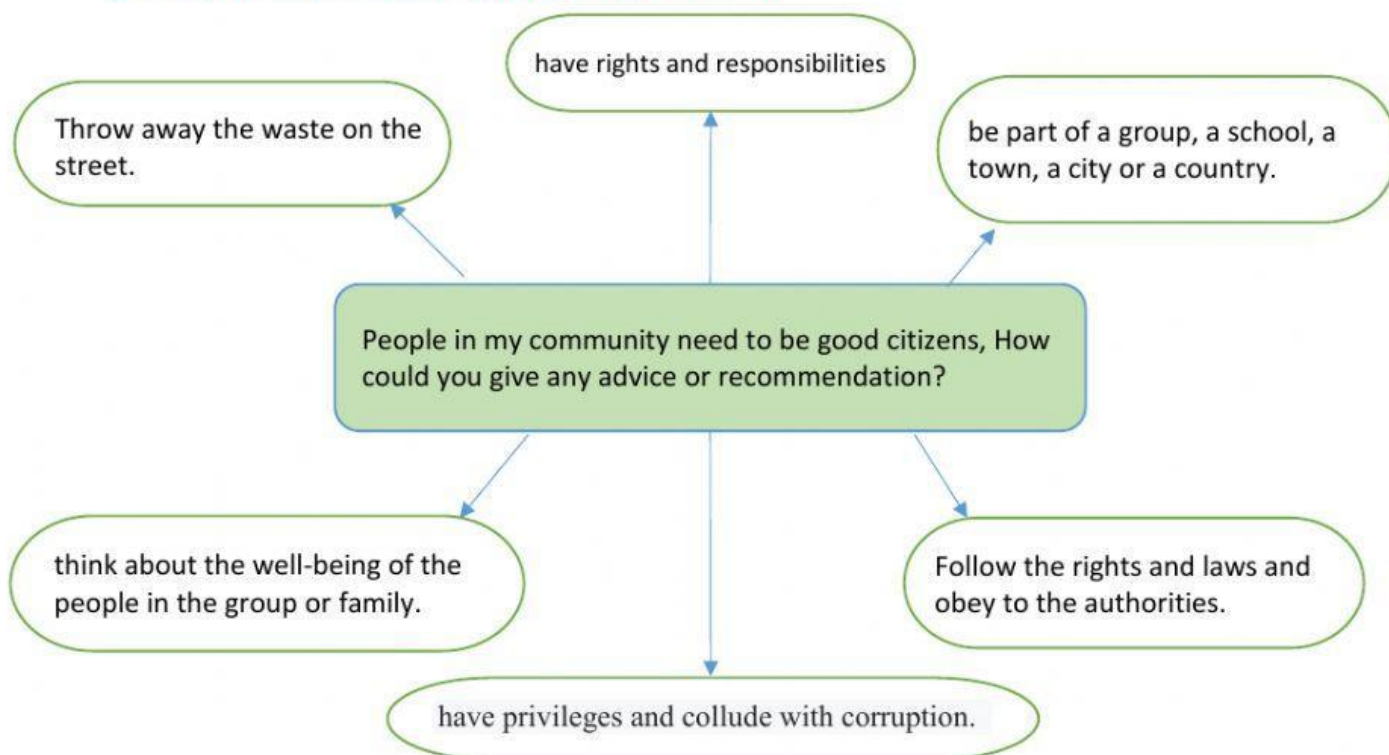 have rights and responsibilities
Throw away the waste on the
street.
be part of a group, a school, a
town, a city or a country.
People in my community need to be good citizens, How
could you give any advice or recommendation?
think about the well-being of the
people in the group or family.
Follow the rights and laws and
obey to the authorities.
have privileges and collude with corruption.